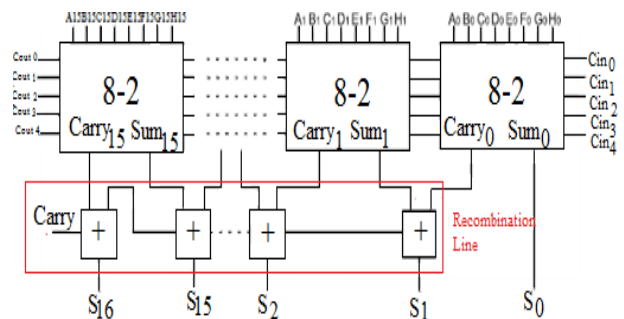 A15B15C15D15E15F15G15H15
A1 B1 C1 D1 E1 F1 G1 H1
A0 B0 C0 D0 E0 F0 G0 H0
Cout 0
Cout 1
Cout 2
Cout 3
Cout 4
8-2
Carry15 Sum15
8-2
Carry1 Sum1
8-2
Carry0 Sum0
Cin0
Cin1
Cin2
Cin3
Cin4
Carry
+
+
+
+
Recombination
Line
S16
S15
S2
S1
S0